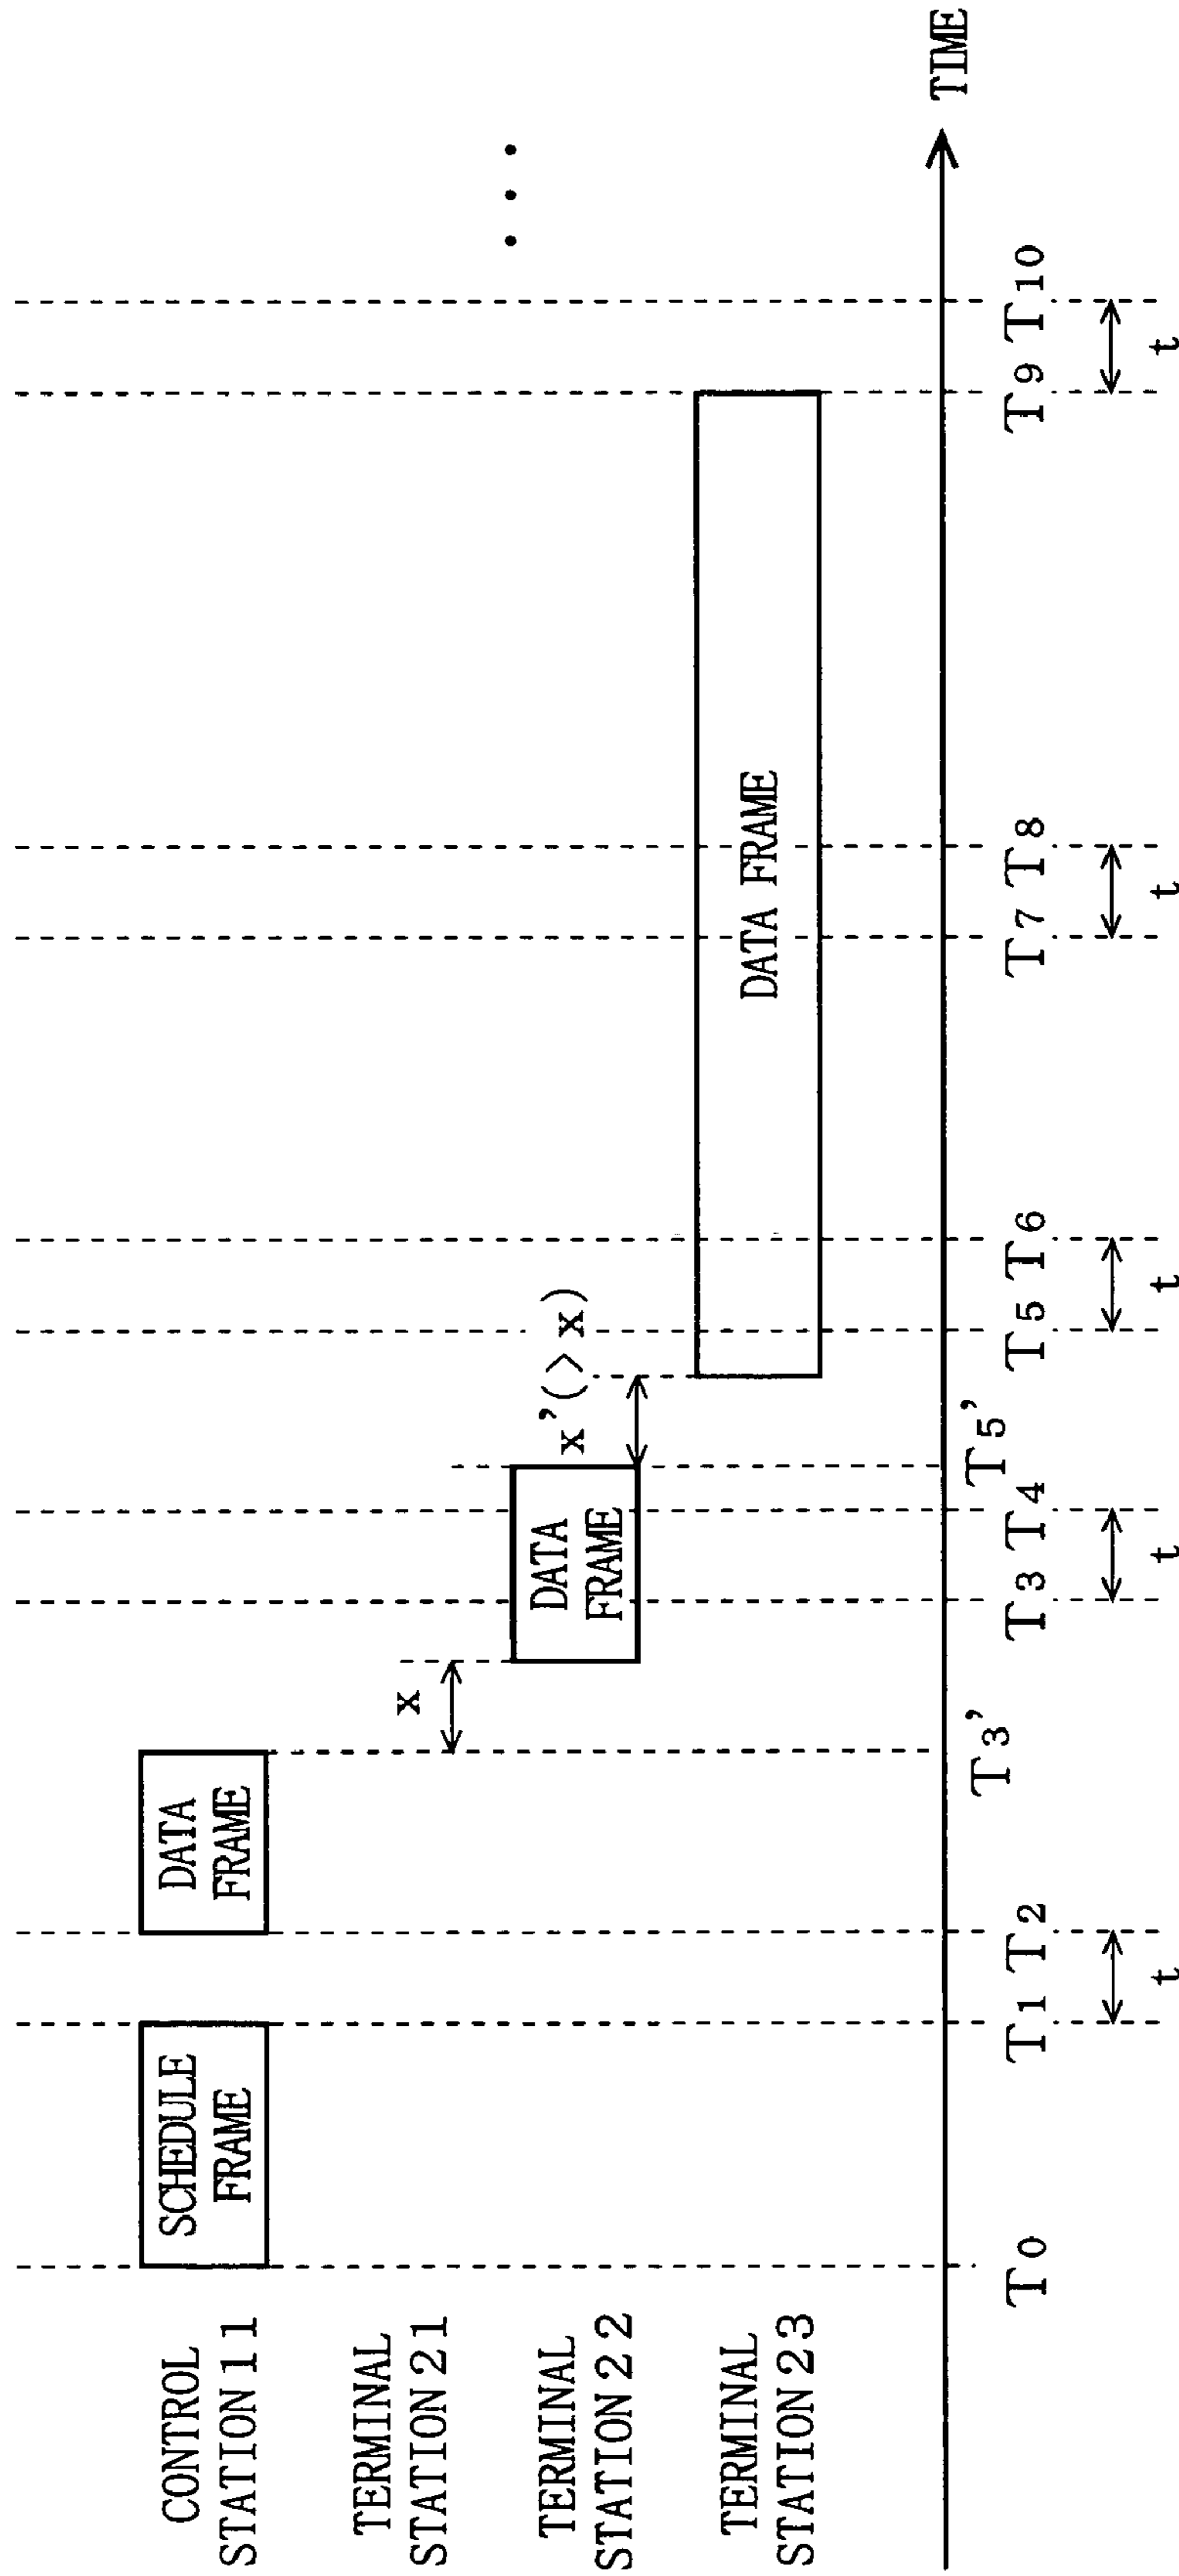 CONTROL
STATION 11
TERMINAL
STATION 21
TERMINAL
STATION 22
TERMINAL
STATION 23
SCHEDULE
FRAME
DATA
FRAME
x
DATA
FRAME
x'(>x)
DATA FRAME
TIME
T0
T1
T2
T3'
T3
T4
T5'
T5
T6
T7
T8
T9
T10
t
t
t
t
t